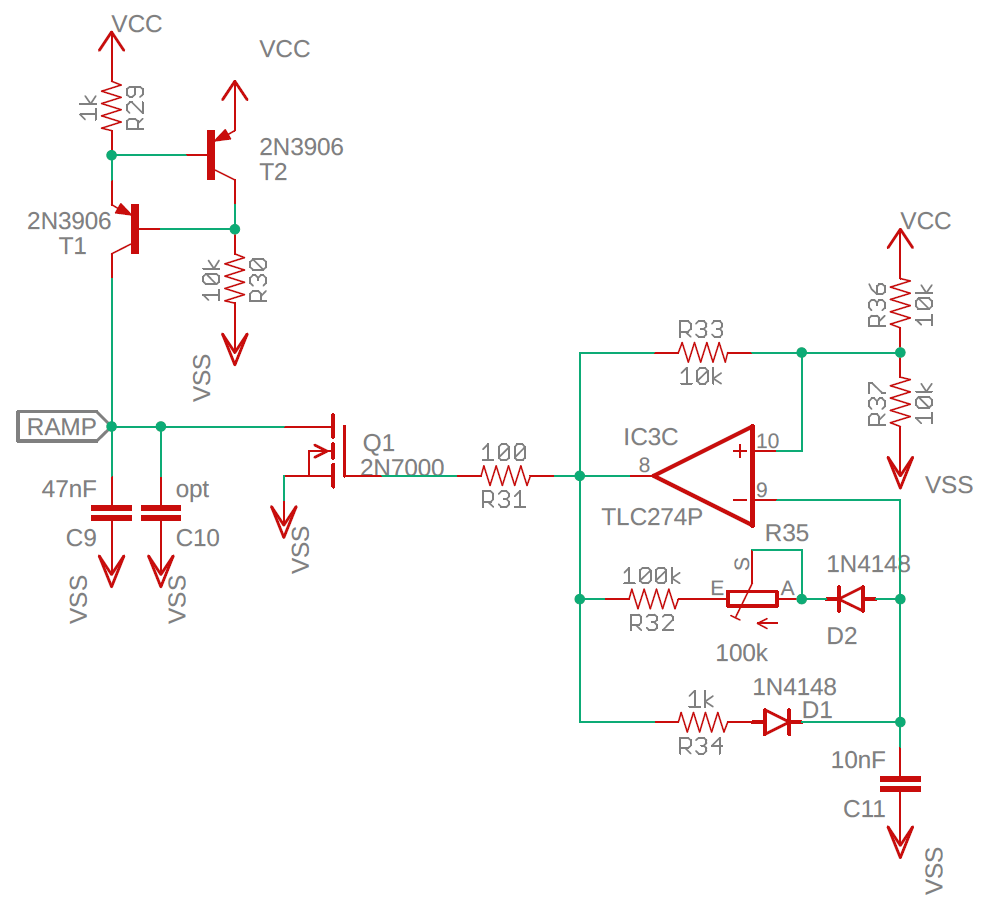 VCC
VCC
1k
R29
2N3906
T2
2N3906
T1
VCC
10k
R30
R36
10k
R33
10k
VSS
R37
10k
RAMP
IC3C
10
Q1
2N7000
100
R31
8
+
−
9
VSS
47nF
opt
TLC274P
C9
C10
VSS
R35
S
1N4148
VSS
VSS
100k
R32
E
A
D2
100k
1N4148
D1
1k
R34
10nF
C11
VSS